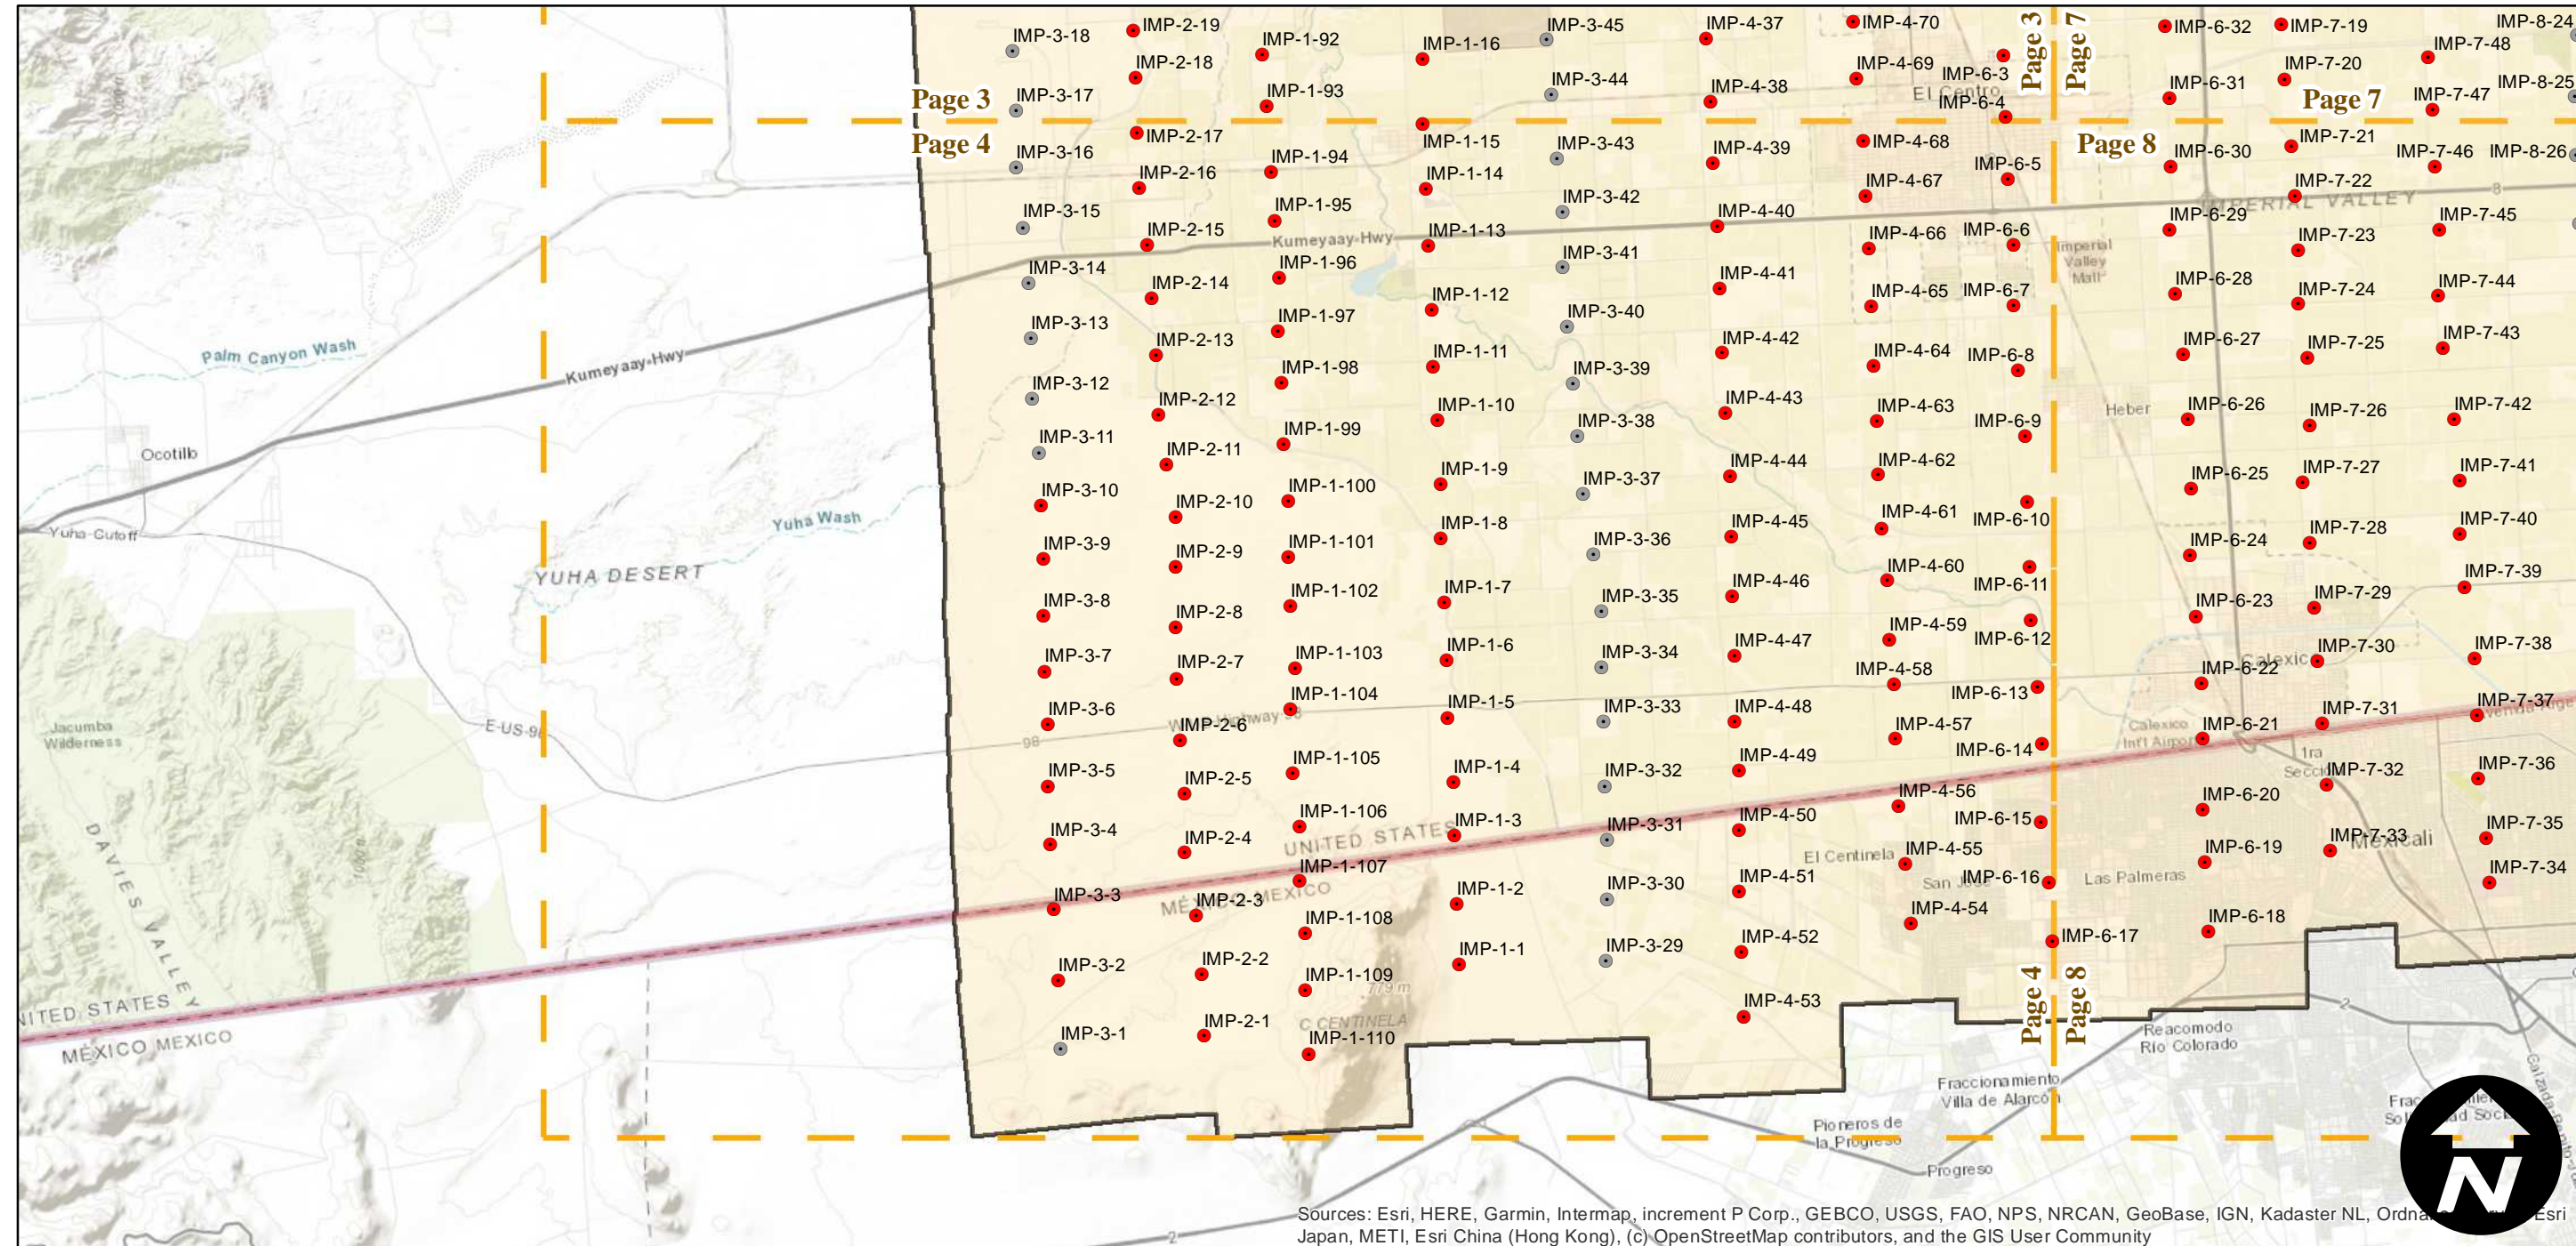 IMP-3-18
IMP-2-19
IMP-1-92
IMP-1-16
IMP-3-45
IMP-4-37
IMP-4-70
Page 3
Page 7
IMP-6-32
IMP-7-19
IMP-8-24
IMP-7-48
IMP-2-18
IMP-1-93
IMP-3-44
IMP-4-38
IMP-4-69
IMP-6-3
El Centro
IMP-6-31
IMP-7-20
IMP-8-25
IMP-7-47
Page 3
IMP-3-17
IMP-6-4
Page 7
Page 4
IMP-2-17
IMP-1-15
IMP-3-43
IMP-4-39
IMP-4-68
Page 8
IMP-7-21
IMP-3-16
IMP-1-94
IMP-6-30
IMP-7-46
IMP-8-26
IMP-2-16
IMP-1-14
IMP-6-5
IMP-4-67
IMP-7-22
8
IMPERIAL VALLEY
IMP-3-15
IMP-1-95
IMP-3-42
IMP-4-40
IMP-6-29
IMP-7-45
IMP-2-15
Kumeyaay-Hwy
IMP-1-13
IMP-4-66
IMP-6-6
Imperial
Valley
Mall
IMP-7-23
IMP-3-14
IMP-1-96
IMP-3-41
IMP-4-41
IMP-6-28
IMP-7-24
IMP-7-44
IMP-2-14
IMP-1-12
IMP-4-65
IMP-6-7
IMP-3-13
IMP-1-97
IMP-3-40
IMP-4-42
IMP-6-27
IMP-7-25
IMP-7-43
Palm Canyon Wash
Kumeyaay-Hwy
IMP-2-13
IMP-1-98
IMP-1-11
IMP-3-39
IMP-4-64
IMP-6-8
IMP-3-12
IMP-2-12
IMP-1-10
IMP-3-38
IMP-4-43
IMP-4-63
IMP-6-9
Heber
IMP-6-26
IMP-7-26
IMP-7-42
Ocotillo
IMP-3-11
IMP-2-11
IMP-1-99
IMP-1-9
IMP-3-37
IMP-4-44
IMP-4-62
IMP-6-25
IMP-7-27
IMP-7-41
IMP-3-10
IMP-2-10
IMP-1-100
IMP-1-8
IMP-4-45
IMP-4-61
IMP-6-10
IMP-7-28
IMP-7-40
Yuha Cutoff
Yuha Wash
IMP-3-9
IMP-2-9
IMP-1-101
IMP-3-36
IMP-6-24
YUHA DESERT
IMP-1-102
IMP-1-7
IMP-3-35
IMP-4-46
IMP-4-60
IMP-6-11
IMP-7-39
IMP-3-8
IMP-2-8
IMP-6-23
IMP-7-29
IMP-4-59
IMP-6-12
IMP-3-7
IMP-2-7
IMP-1-103
IMP-1-6
IMP-3-34
IMP-4-47
IMP-4-58
IMP-6-22
IMP-7-30
IMP-7-38
IMP-1-104
IMP-6-13
IMP-3-6
IMP-2-6
IMP-1-5
IMP-3-33
IMP-4-48
IMP-4-57
IMP-6-21
IMP-7-31
IMP-7-37
Jacumba
Wilderness
98
Calexico
Int'l Airport
IMP-6-14
1ra
IMP-3-5
IMP-2-5
IMP-1-105
IMP-1-4
IMP-3-32
IMP-4-49
IMP-4-56
IMP-6-20
IMP-7-32
IMP-7-36
IMP-3-4
IMP-2-4
IMP-1-106
IMP-1-3
IMP-3-31
IMP-4-50
IMP-6-15
IMP-7-33
IMP-7-35
UNITED STATES
Mexicali
DAVIES VALLEY
1000 ft
IMP-1-107
El Centinela
IMP-4-55
IMP-6-19
IMP-7-34
IMP-3-3
IMP-2-3
MÉXICO MEXICO
IMP-1-2
IMP-3-30
IMP-4-51
San
IMP-6-16
Las Palmeras
IMP-1-108
IMP-4-54
IMP-6-18
IMP-6-17
IMP-3-2
IMP-2-2
IMP-1-109
IMP-1-1
IMP-3-29
IMP-4-52
779 m
Page 4
Page 8
IMP-4-53
MÉXICO MEXICO
IMP-3-1
IMP-2-1
C CENTINELA
IMP-1-110
2
Reacomodo
Río Colorado
Fraccionamiento
Villa de Alarcón
Pioneros de
la Progreso
Progreso
N
2
Sources: Esri, HERE, Garmin, Intermap, increment P Corp., GEBCO, USGS, FAO, NPS, NRCAN, GeoBase, IGN, Kadaster NL, Esri
Japan, METI, Esri China (Hong Kong), (c) OpenStreetMap contributors, and the GIS User Community